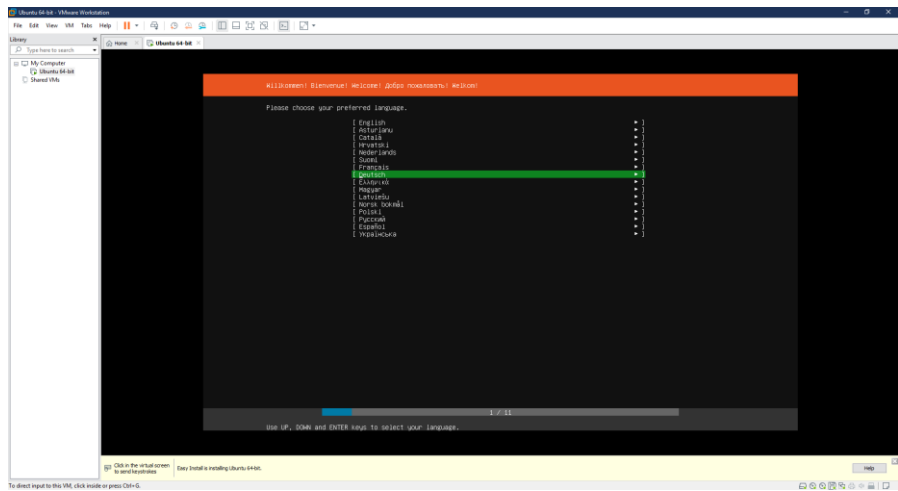 Ubuntu 64-bit - VMware Workstation
File Edit View VM Tabs Help
Library
Type here to search
My Computer
Ubuntu 64-bit
Shared VMs
Home
Ubuntu 64-bit
Willkommen! Bienvenue! Welcome! Добро пожаловать! Welkom!
Please choose your preferred language.
[ English ► ]
[ Asturianu ► ]
[ Català ► ]
[ Hrvatski ► ]
[ Nederlands ► ]
[ Suomi ► ]
[ Français ► ]
[ Deutsch ► ]
[ Ελληνικά ► ]
[ Magyar ► ]
[ Latviešu ► ]
[ Norsk bokmål ► ]
[ Polski ► ]
[ Русский ► ]
[ Español ► ]
[ Українська ► ]
1 / 11
Use UP, DOWN and ENTER keys to select your language.
Click in the virtual screen
to send keystrokes
Easy Install is installing Ubuntu 64-bit.
Help
To direct input to this VM, click inside or press Ctrl+G.